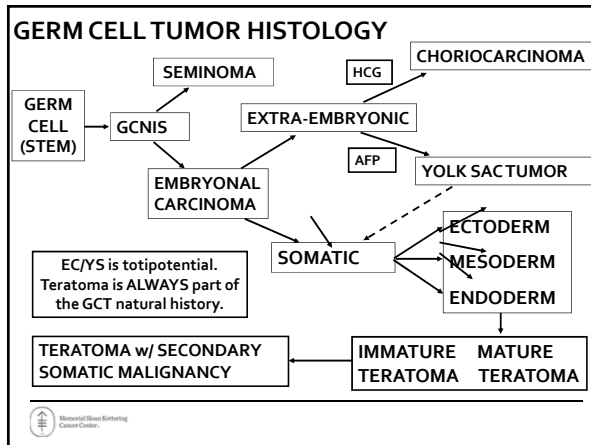 GERM CELL TUMOR HISTOLOGY
CHORIOCARCINOMA
SEMINOMA
HCG
GERM
CELL
(STEM)
GCNIS
EXTRA-EMBRYONIC
AFP
YOLK SAC TUMOR
EMBRYONAL
CARCINOMA
SOMATIC
ECTODERM
MESODERM
ENDODERM
EC/YS is totipotential.
Teratoma is ALWAYS part
of the GCT natural history.
TERATOMA w/ SECONDARY
SOMATIC MALIGNANCY
IMMATURE MATURE
TERATOMA TERATOMA
Memorial Sloan Kettering
Cancer Center